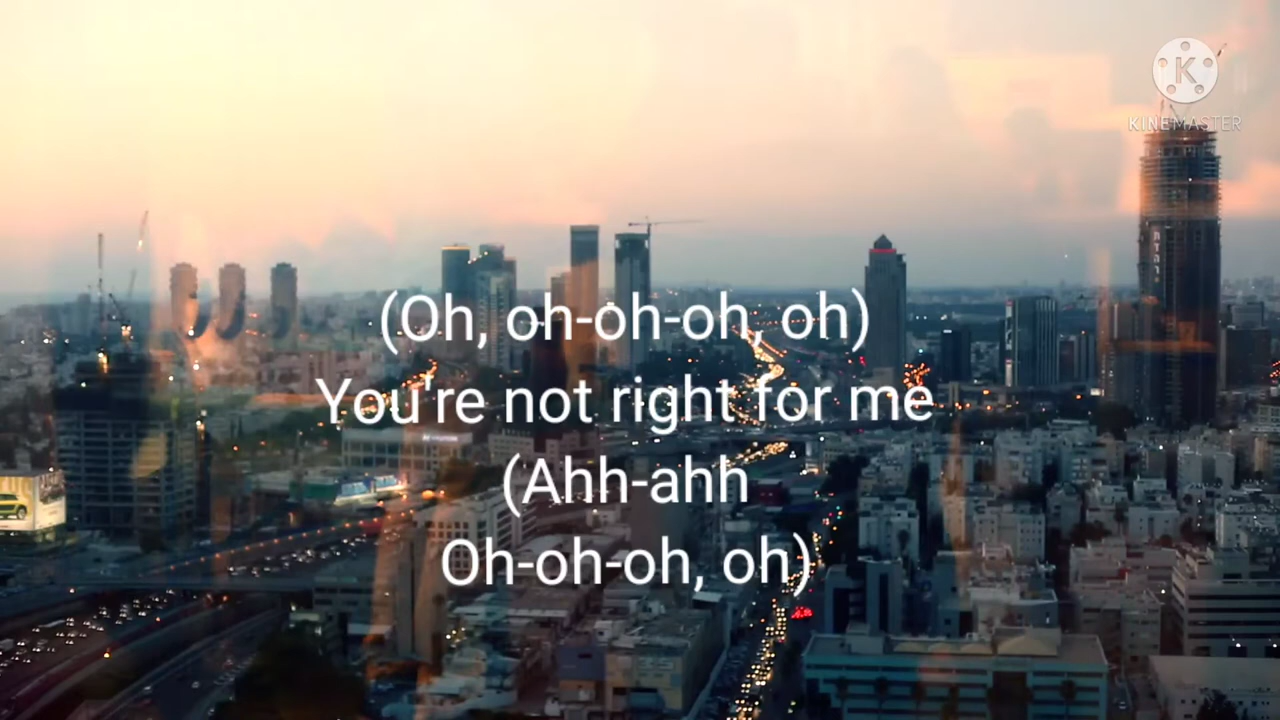 K
KINEMASTER
(Oh, oh-oh-oh, oh)
You're not right for me
(Ahh-ahh
Oh-oh-oh, oh)